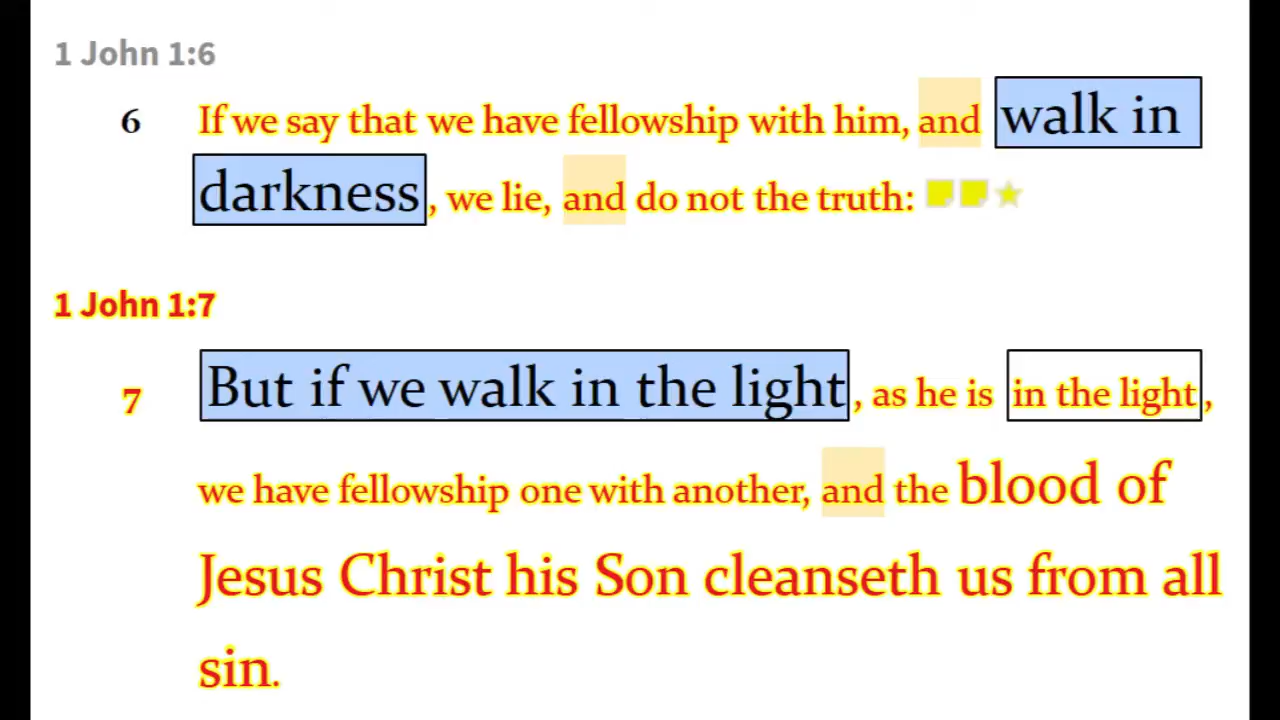 1 John 1:6
6 If we say that we have fellowship with him, and walk in
darkness, we lie, and do not the truth:
1 John 1:7
7 But if we walk in the light, as he is in the light,
we have fellowship one with another, and the blood of
Jesus Christ his Son cleanseth us from all
sin.